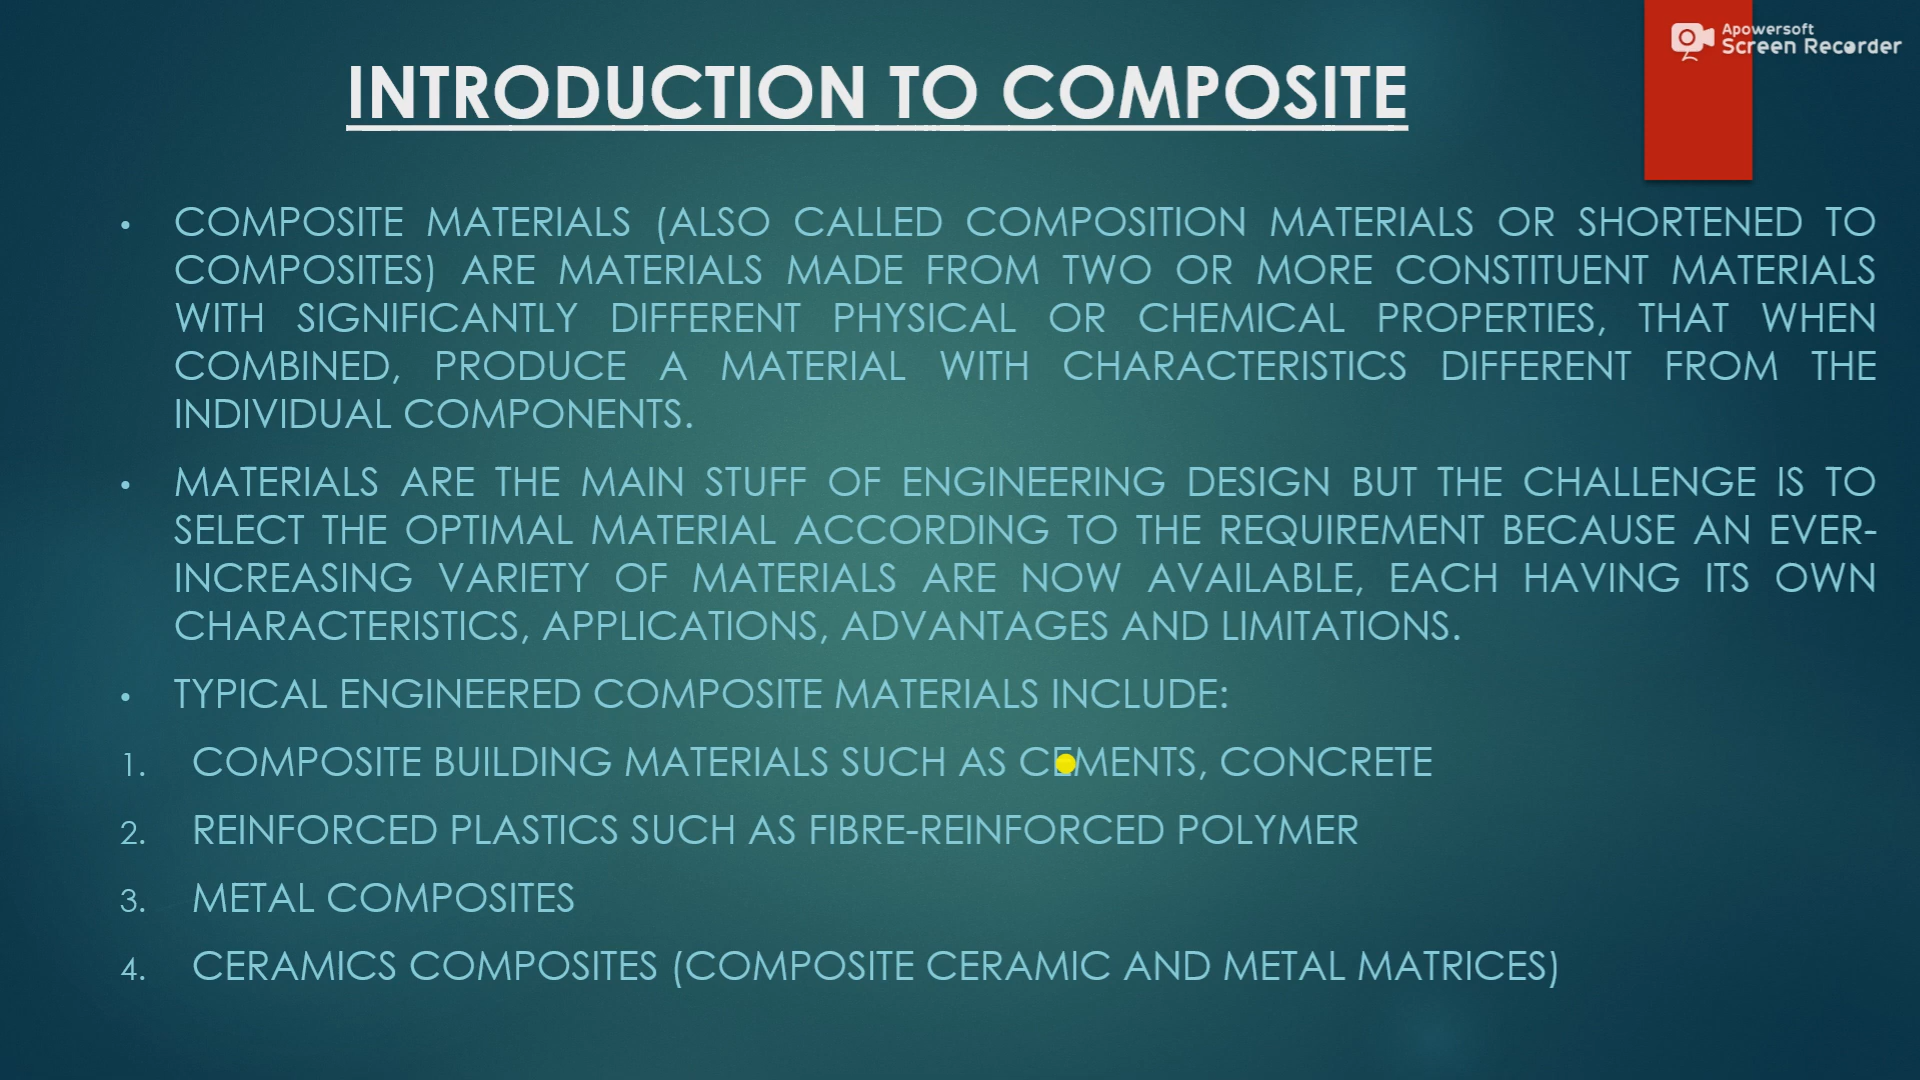 Apowersoft
Screen Recorder
INTRODUCTION TO COMPOSITE
• COMPOSITE MATERIALS (ALSO CALLED COMPOSITION MATERIALS OR SHORTENED TO
COMPOSITES) ARE MATERIALS MADE FROM TWO OR MORE CONSTITUENT MATERIALS
WITH SIGNIFICANTLY DIFFERENT PHYSICAL OR CHEMICAL PROPERTIES, THAT WHEN
COMBINED, PRODUCE A MATERIAL WITH CHARACTERISTICS DIFFERENT FROM THE
INDIVIDUAL COMPONENTS.
• MATERIALS ARE THE MAIN STUFF OF ENGINEERING DESIGN BUT THE CHALLENGE IS TO
SELECT THE OPTIMAL MATERIAL ACCORDING TO THE REQUIREMENT BECAUSE AN EVER-
INCREASING VARIETY OF MATERIALS ARE NOW AVAILABLE, EACH HAVING ITS OWN
CHARACTERISTICS, APPLICATIONS, ADVANTAGES AND LIMITATIONS.
• TYPICAL ENGINEERED COMPOSITE MATERIALS INCLUDE:
1. COMPOSITE BUILDING MATERIALS SUCH AS CEMENTS, CONCRETE
2. REINFORCED PLASTICS SUCH AS FIBRE-REINFORCED POLYMER
3. METAL COMPOSITES
4. CERAMICS COMPOSITES (COMPOSITE CERAMIC AND METAL MATRICES)